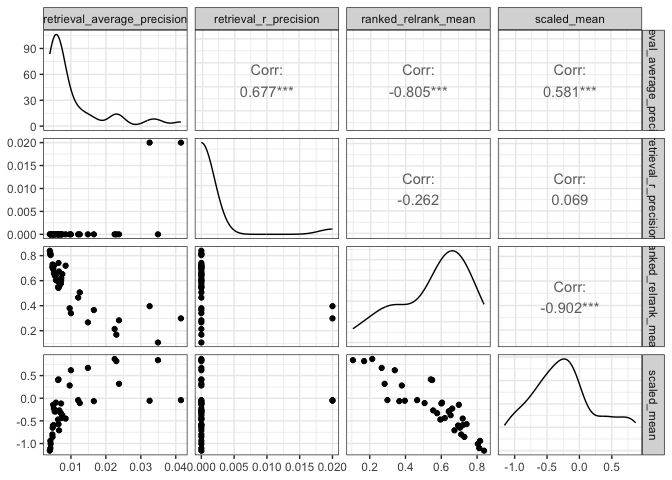 retrieval_average_precision retrieval_r_precision ranked_relrank_mean scaled_mean
90
60
30
0
Corr:
0.677***
Corr:
-0.805***
Corr:
0.581***
eval_average_preci
0.020
0.015
0.010
0.005
0.000
Corr:
-0.262
Corr:
0.069
etrieval_r_precision
0.8
0.6
0.4
0.2
Corr:
-0.902***
anked_relrank_mea
0.5
0.0
-0.5
-1.0
scaled_mean
0.01 0.02 0.03 0.04 0.000 0.005 0.010 0.015 0.020 0.2 0.4 0.6 0.8 -1.0 -0.5 0.0 0.5